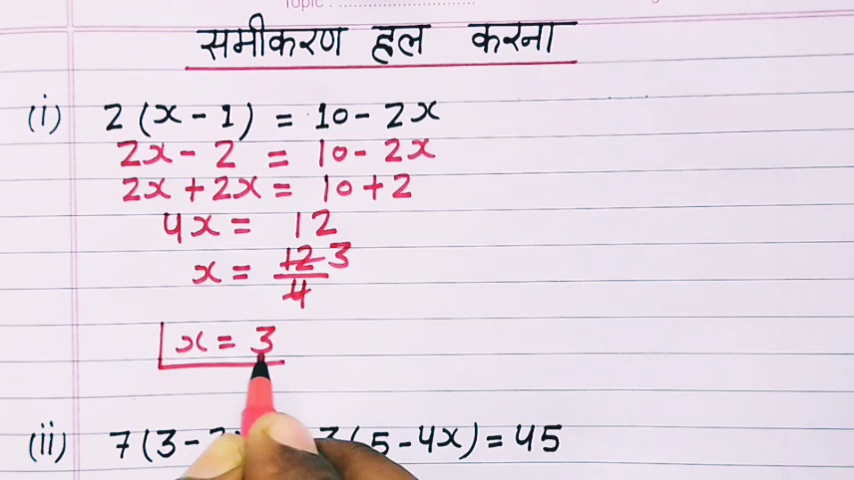 Topic :
समीकरण हल करना
(i) 2(x - 1) = 10 - 2x
2x - 2 = 10 - 2x
2x + 2x = 10 + 2
4x = 12
x = 12/4 3
x = 3
(ii) 7(3 - 5 - 4x) = 45